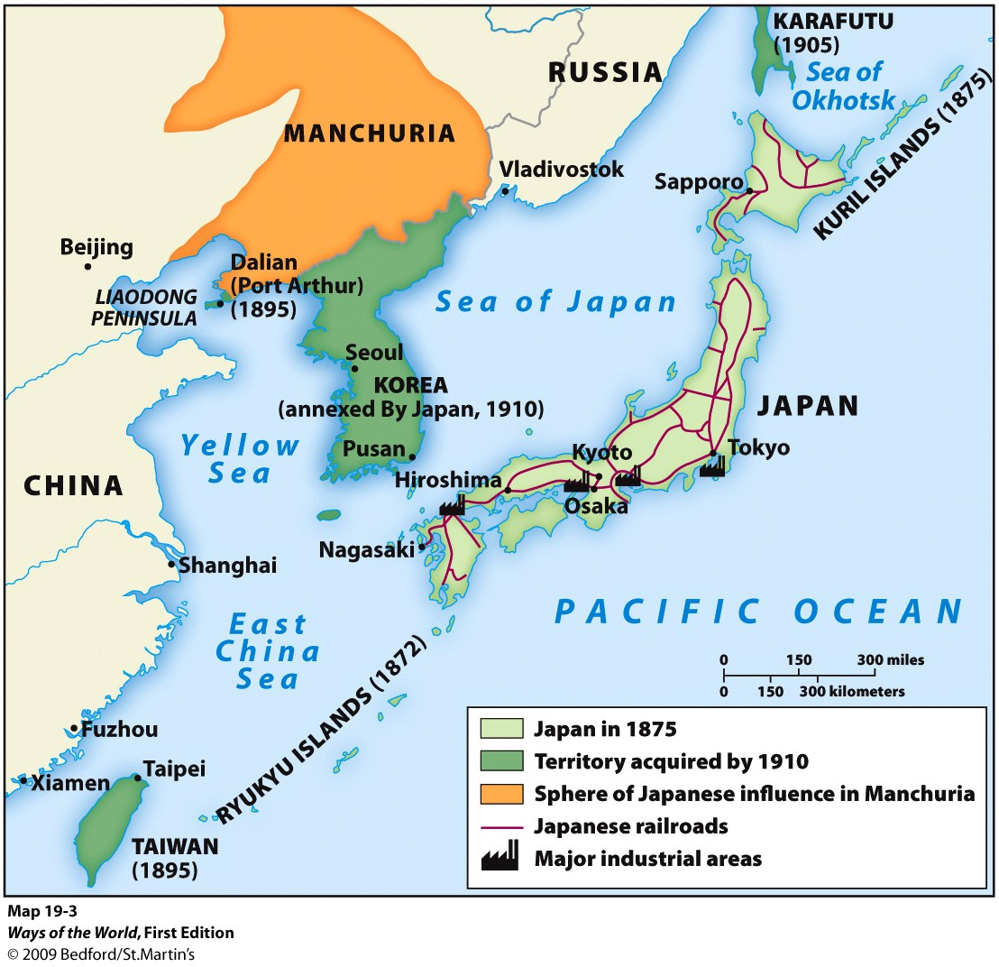 KARAFUTU
(1905)
RUSSIA
Sea of
Okhotsk
KURIL ISLANDS (1875)
MANCHURIA
Vladivostok
Sapporo
Beijing
Dalian
(Port Arthur)
(1895)
LIAODONG
PENINSULA
Sea of Japan
Seoul
KOREA
(annexed By Japan, 1910)
JAPAN
Yellow
Sea
Pusan
Kyoto
Tokyo
CHINA
Hiroshima
Osaka
Nagasaki
Shanghai
PACIFIC OCEAN
East
China
Sea
RYUKYU ISLANDS (1872)
0 150 300 miles
0 150 300 kilometers
Fuzhou
Xiamen
Taipei
TAIWAN
(1895)
Japan in 1875
Territory acquired by 1910
Sphere of Japanese influence in Manchuria
Japanese railroads
Major industrial areas
Map 19-3
Ways of the World, First Edition
© 2009 Bedford/St.Martin's